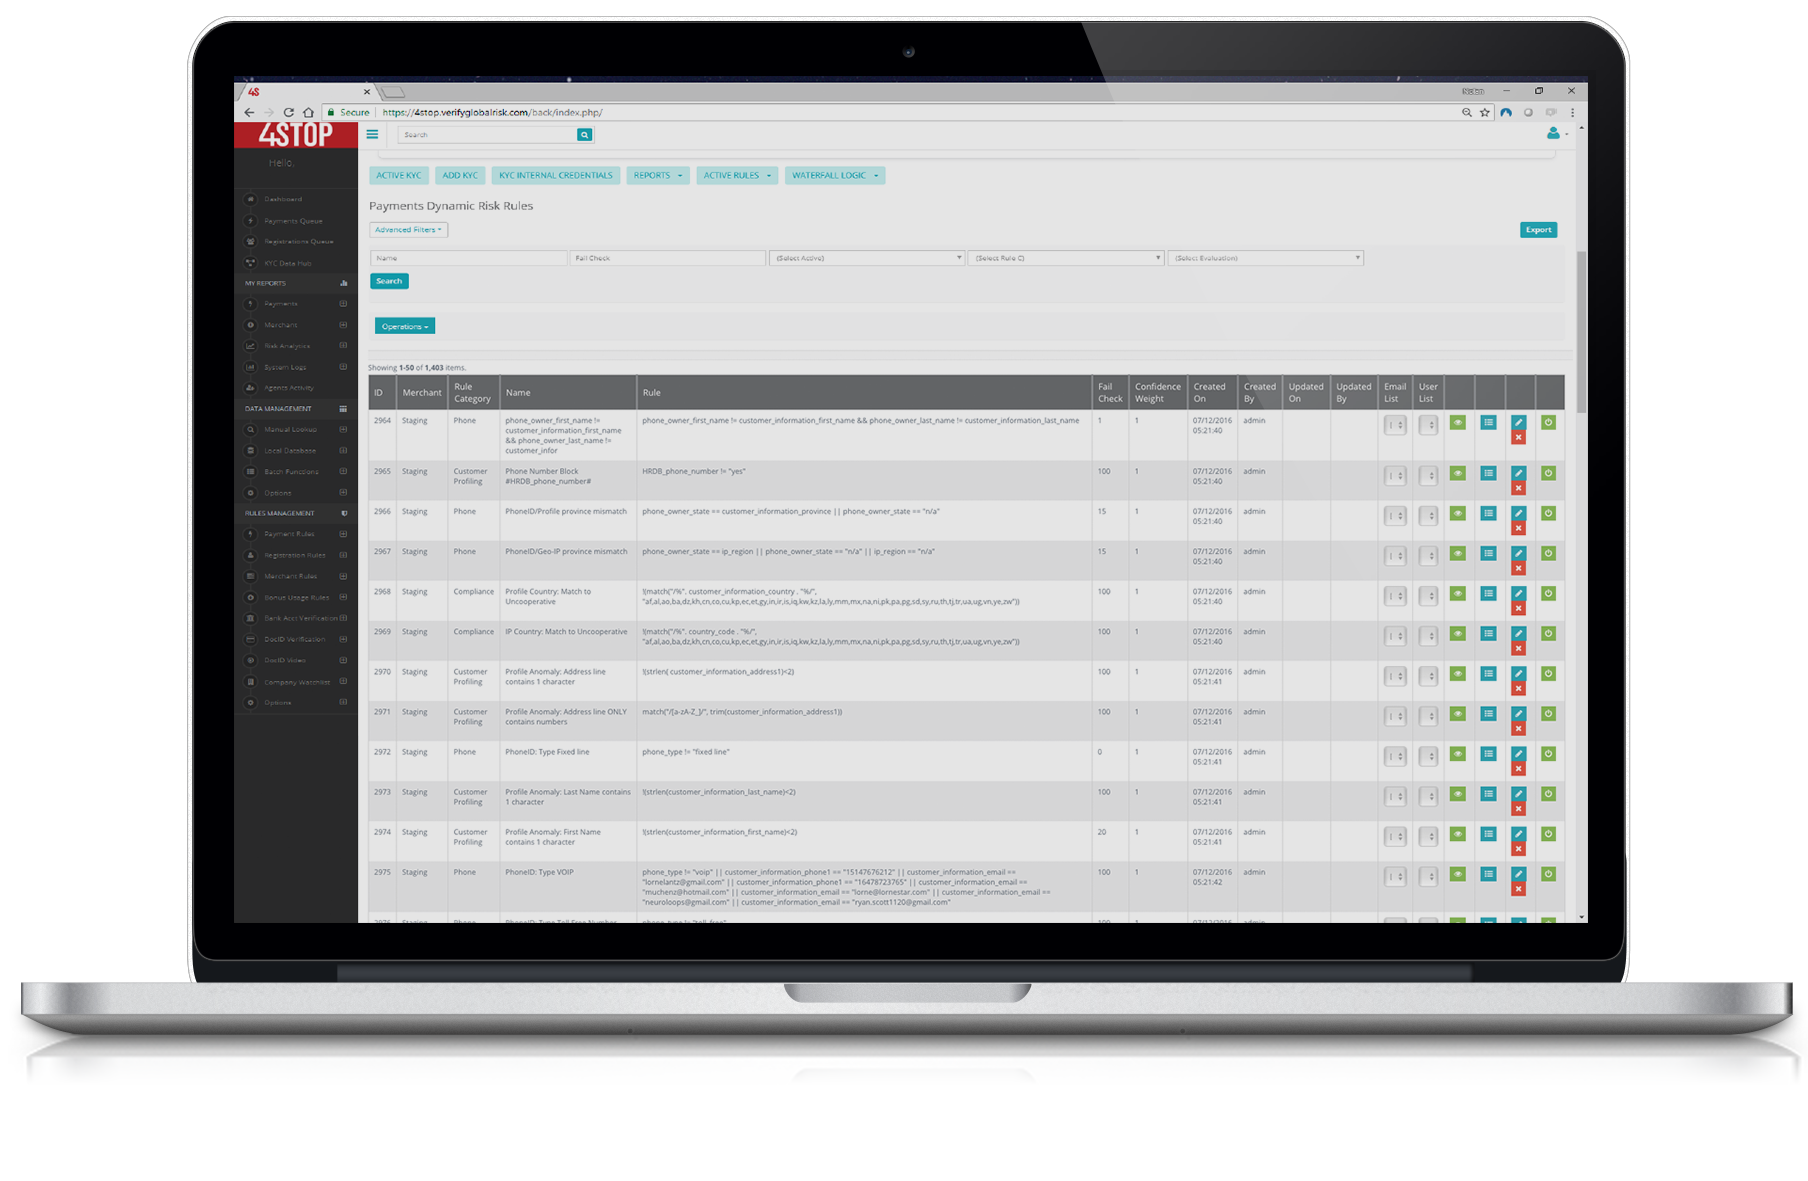 4S
Secure
https://4stop.verifyglobalrisk.com/back/index.php/
4STOP
Search
Hello,
Dashboard
Payments Queue
Registrations Queue
KYC Data Hub
MY REPORTS
Payments
Merchant
Risk Analytics
System Logs
Agents Activity
DATA MANAGEMENT
Manual Lookup
Local Database
Batch Functions
Options
RULES MANAGEMENT
Payment Rules
Registration Rules
Merchant Rules
Bonus Usage Rules
Bank Acct Verification
DocID Verification
DocID Video
Company Watchlist
Options
ACTIVE KYC ADD KYC KYC INTERNAL CREDENTIALS REPORTS ACTIVE RULES WATERFALL LOGIC
Payments Dynamic Risk Rules
Advanced Filters
Export
Name Fail Check (Select Active) (Select Rule C) (Select Evaluation)
Search
Operations
Showing 1-50 of 1,403 items.
ID Merchant Rule Category Name Rule Fail Check Confidence Weight Created On Created By Updated On Updated By Email List User List
2964 Staging Phone phone_owner_first_name != phone_owner_first_name != customer_information_first_name && phone_owner_last_name != customer_information_last_name 1 1 07/12/2016 admin
customer_information_first_name 05:21:40
&& phone_owner_last_name !=
customer_infor
2965 Staging Customer Phone Number Block HRDB_phone_number != "yes" 100 1 07/12/2016 admin
Profiling #HRDB_phone_number# 05:21:40
2966 Staging Phone PhoneID/Profile province mismatch phone_owner_state == customer_information_province || phone_owner_state == "n/a" 15 1 07/12/2016 admin
05:21:40
2967 Staging Phone PhoneID/Geo-IP province mismatch phone_owner_state == ip_region || phone_owner_state == "n/a" || ip_region == "n/a" 15 1 07/12/2016 admin
05:21:40
2968 Staging Compliance Profile Country: Match to !(match("/%". customer_information_country . "%/", 100 1 07/12/2016 admin
Uncooperative "af,al,ao,ba,dz,kh,cn,co,cu,kp,ec,et,gy,in,ir,is,iq,kw,kz,la,ly,mm,mx,na,ni,pk,pa,pg,sd,sy,ru,th,tj,tr,ua,ug,vn,ye,zw")) 05:21:40
2969 Staging Compliance IP Country: Match to Uncooperative !(match("/%". country_code . "%/", 100 1 07/12/2016 admin
"af,al,ao,ba,dz,kh,cn,co,cu,kp,ec,et,gy,in,ir,is,iq,kw,kz,la,ly,mm,mx,na,ni,pk,pa,pg,sd,sy,ru,th,tj,tr,ua,ug,vn,ye,zw")) 05:21:40
2970 Staging Customer Profile Anomaly: Address line !(strlen( customer_information_address1)<2) 100 1 07/12/2016 admin
Profiling contains 1 character 05:21:41
2971 Staging Customer Profile Anomaly: Address line ONLY match("/[a-zA-Z_]/", trim(customer_information_address1)) 100 1 07/12/2016 admin
Profiling contains numbers 05:21:41
2972 Staging Phone PhoneID: Type Fixed line phone_type != "fixed line" 0 1 07/12/2016 admin
05:21:41
2973 Staging Customer Profile Anomaly: Last Name contains !(strlen(customer_information_last_name)<2) 100 1 07/12/2016 admin
Profiling 1 character 05:21:41
2974 Staging Customer Profile Anomaly: First Name !(strlen(customer_information_first_name)<2) 20 1 07/12/2016 admin
Profiling contains 1 character 05:21:41
2975 Staging Phone PhoneID: Type VOIP phone_type != "voip" || customer_information_phone1 == "15147676212" || customer_information_email == 100 1 07/12/2016 admin
"lornelantz@gmail.com" || customer_information_phone1 == "16478723765" || customer_information_email == 05:21:42
"muchenz@hotmail.com" || customer_information_email == "lorne@lornestar.com" || customer_information_email ==
"neuroloops@gmail.com" || customer_information_email == "ryan.scott1120@gmail.com"